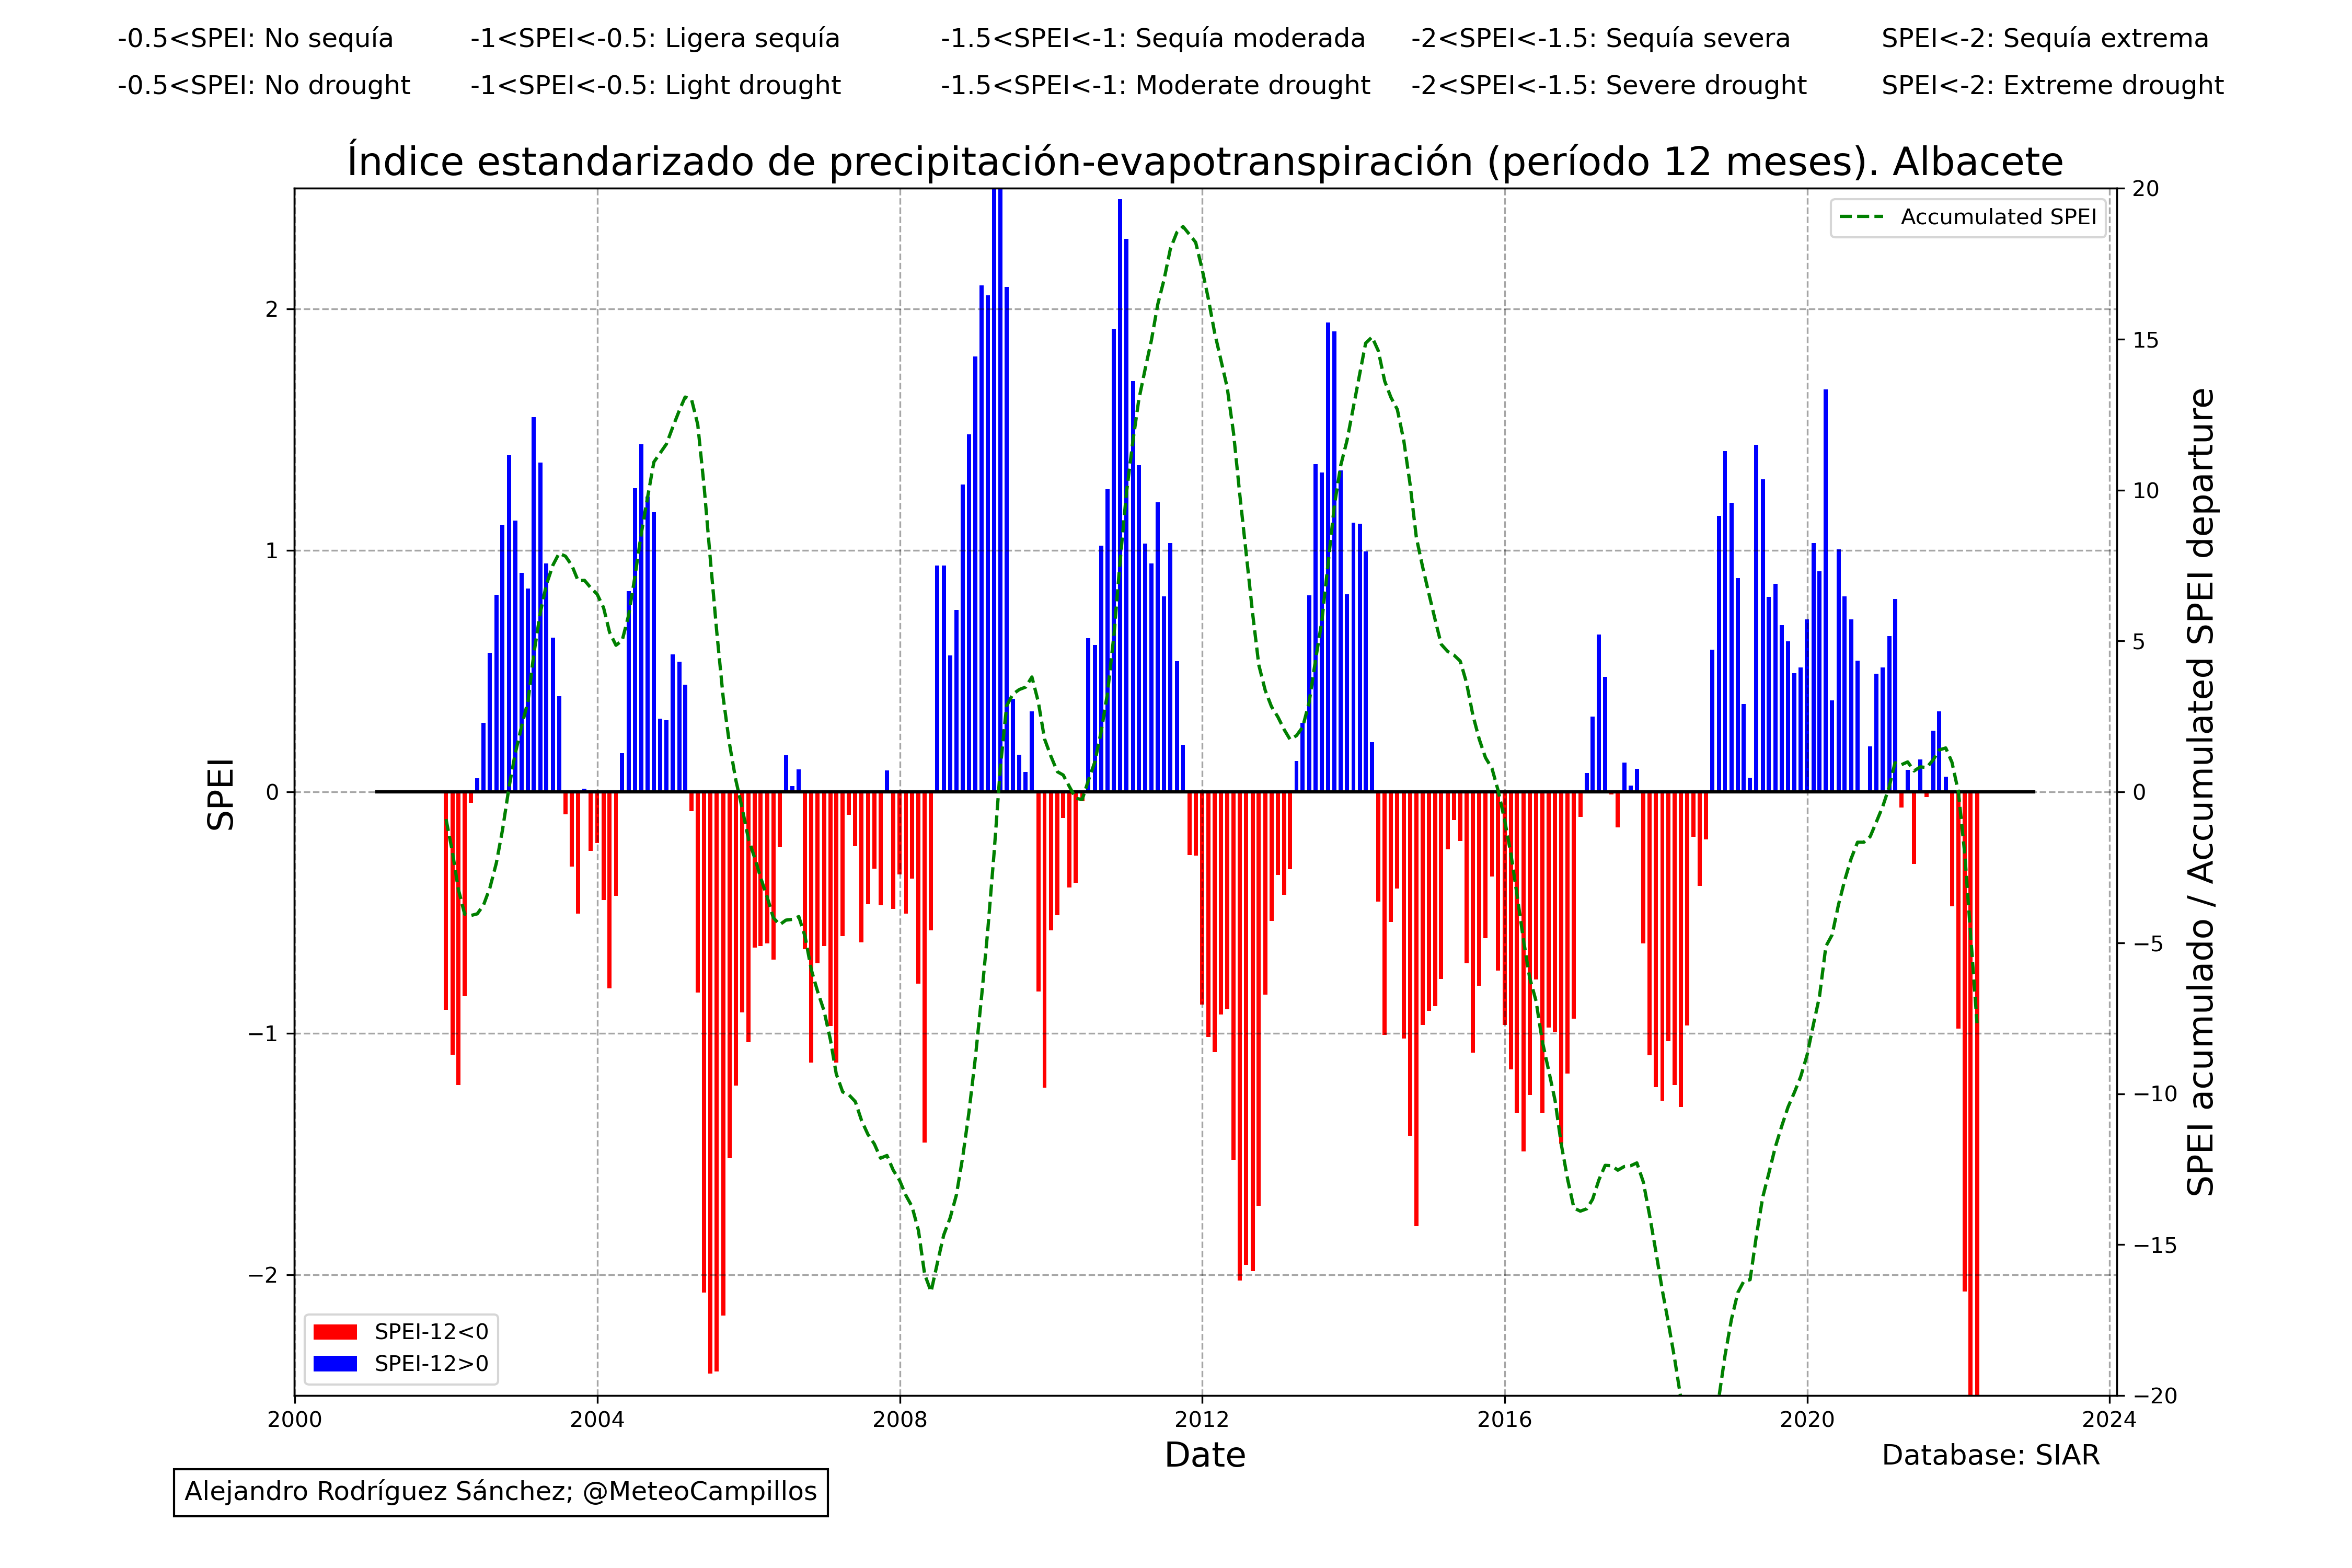 -0.5<SPEI: No sequía -1<SPEI<-0.5: Ligera sequía -1.5<SPEI<-1: Sequía moderada -2<SPEI<-1.5: Sequía severa SPEI<-2: Sequía extrema
-0.5<SPEI: No drought -1<SPEI<-0.5: Light drought -1.5<SPEI<-1: Moderate drought -2<SPEI<-1.5: Severe drought SPEI<-2: Extreme drought
Índice estandarizado de precipitación-evapotranspiración (período 12 meses). Albacete
Accumulated SPEI
SPEI
2
1
0
−1
−2
20
15
10
5
0
−5
−10
−15
−20
SPEI acumulado / Accumulated SPEI departure
SPEI-12<0
SPEI-12>0
2000 2004 2008 2012 2016 2020 2024
Date
Database: SIAR
Alejandro Rodríguez Sánchez; @MeteoCampillos